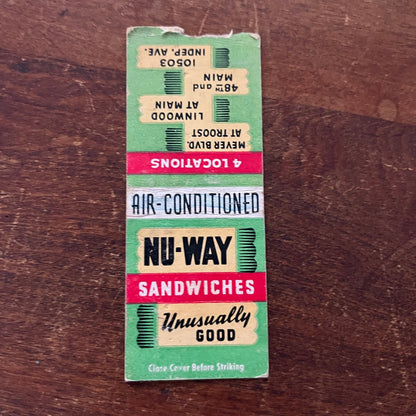 10503
INDEP. AVE.
48TH and
MAIN
LINWOOD
AT MAIN
MEYER BLVD.
AT TROOST
4 LOCATIONS
AIR-CONDITIONED
NU-WAY
SANDWICHES
Unusually
GOOD
Close Cover Before Striking